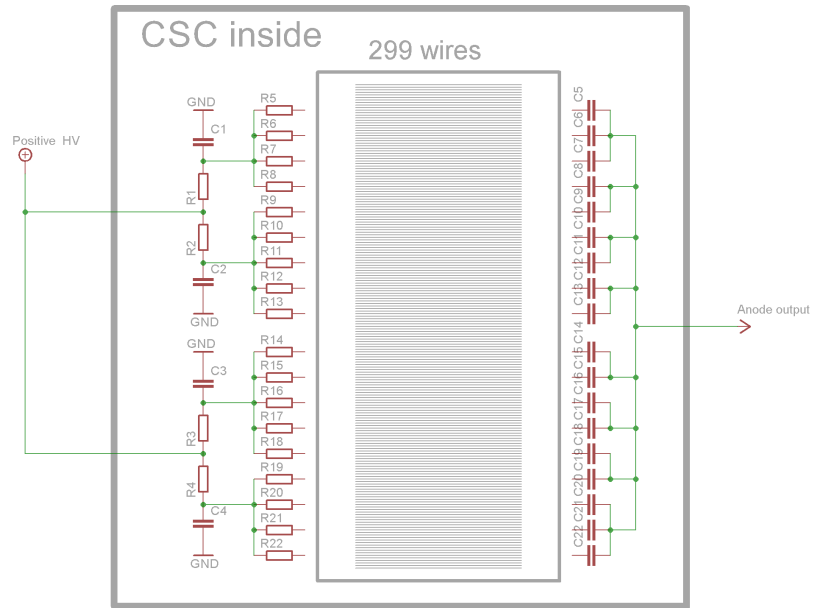 CSC inside
299 wires
Positive HV
GND
C1
R1
R2
C2
GND
GND
C3
R3
R4
C4
GND
R5
R6
R7
R8
R9
R10
R11
R12
R13
R14
R15
R16
R17
R18
R19
R20
R21
R22
C5
C6
C7
C8
C9
C10
C11
C12
C13
C14
C15
C16
C17
C18
C19
C20
C21
C22
Anode output